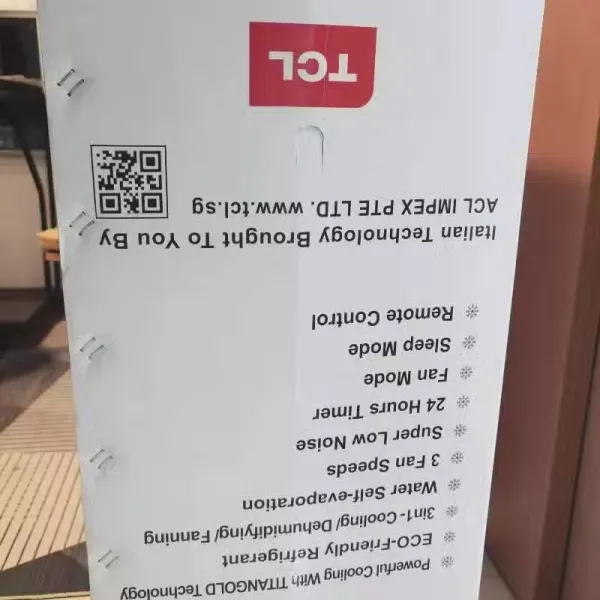 Powerful Cooling With TITANGOLD Technology
ECO-Friendly Refrigerant
3in1-Cooling/Dehumidifying/Fanning
Water Self-evaporation
3 Fan Speeds
Super Low Noise
24 Hours Timer
Fan Mode
Sleep Mode
Remote Control
Italian Technology Brought To You By
ACL IMPEX PTE LTD. www.tcl.sg
TCL